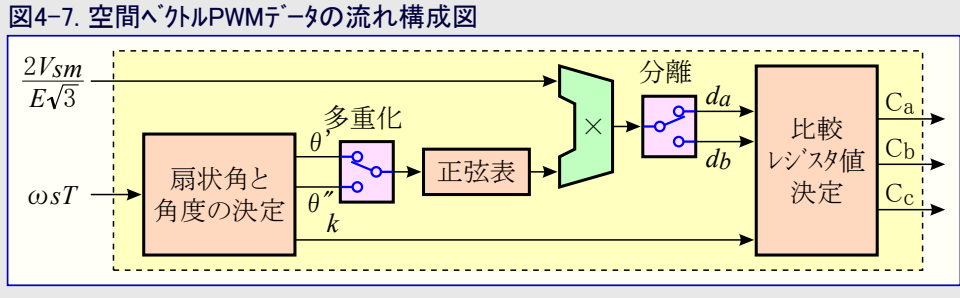 図4-7. 空間ﾍﾞｸﾄﾙPWMﾃﾞｰﾀの流れ構成図
2Vsm
E√3
ωsT
扇状角と
角度の決定
θ'
θ"
k
多重化
正弦表
×
分離
da
db
比較
ﾚｼﾞｽﾀ値
決定
Ca
Cb
Cc